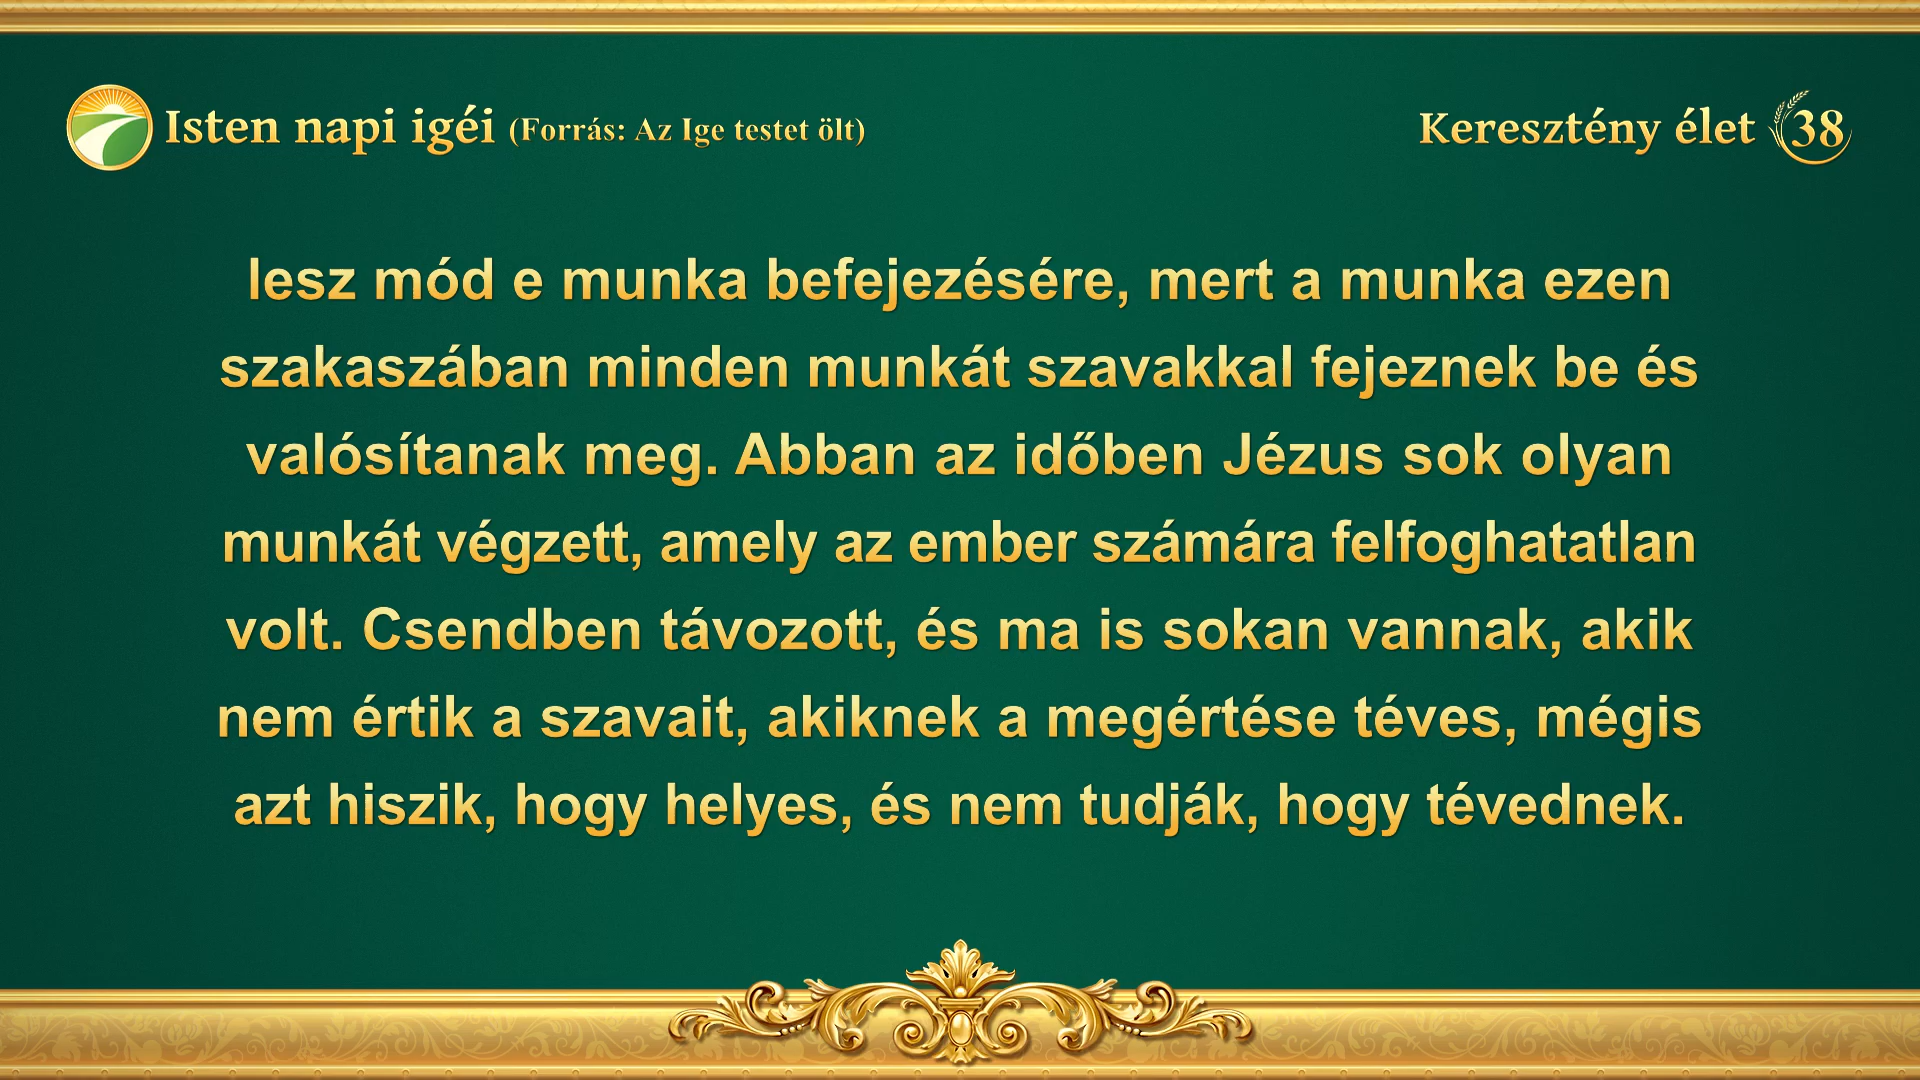 Isten napi igéi (Forrás: Az Ige testet ölt)
Keresztény élet 38
lesz mód e munka befejezésére, mert a munka ezen
szakaszában minden munkát szavakkal fejeznek be és
valósítanak meg. Abban az időben Jézus sok olyan
munkát végzett, amely az ember számára felfoghatatlan
volt. Csendben távozott, és ma is sokan vannak, akik
nem értik a szavait, akiknek a megértése téves, mégis
azt hiszik, hogy helyes, és nem tudják, hogy tévednek.